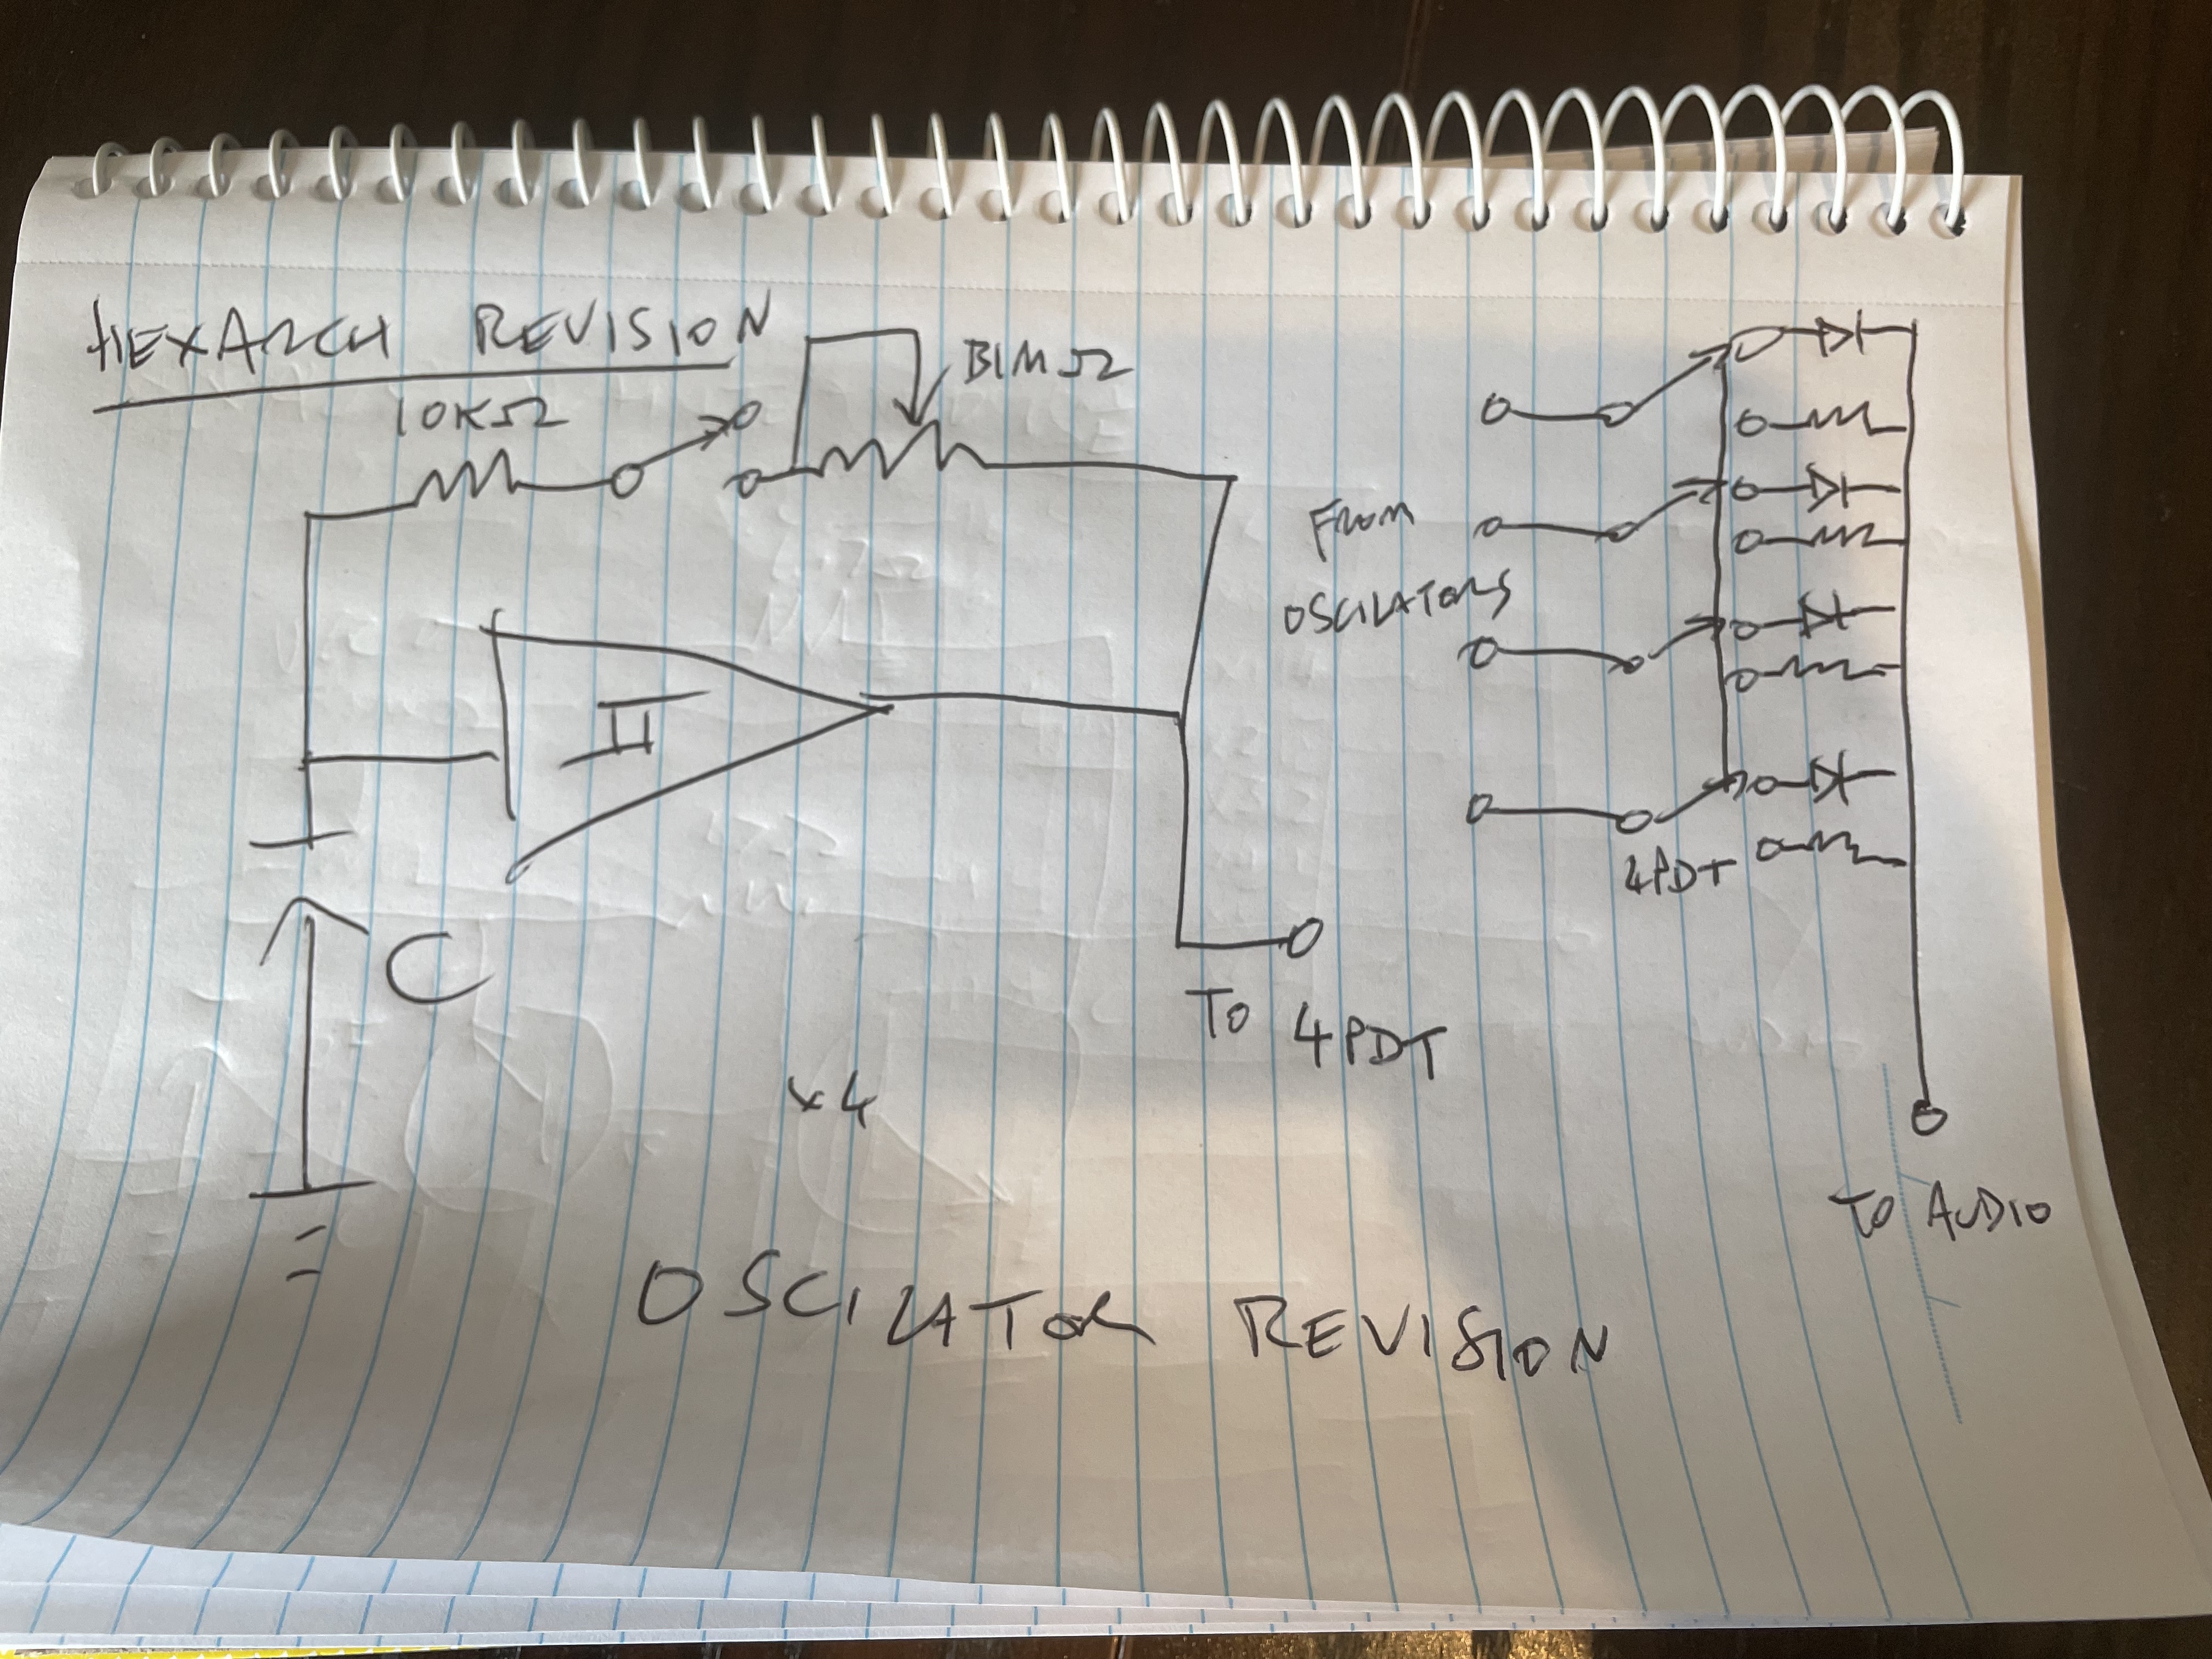 HEXARCH REVISION
10KΩ
B1MΩ
FROM
OSCILATORS
4PDT
C
TO 4PDT
x4
TO AUDIO
OSCILATOR REVISION